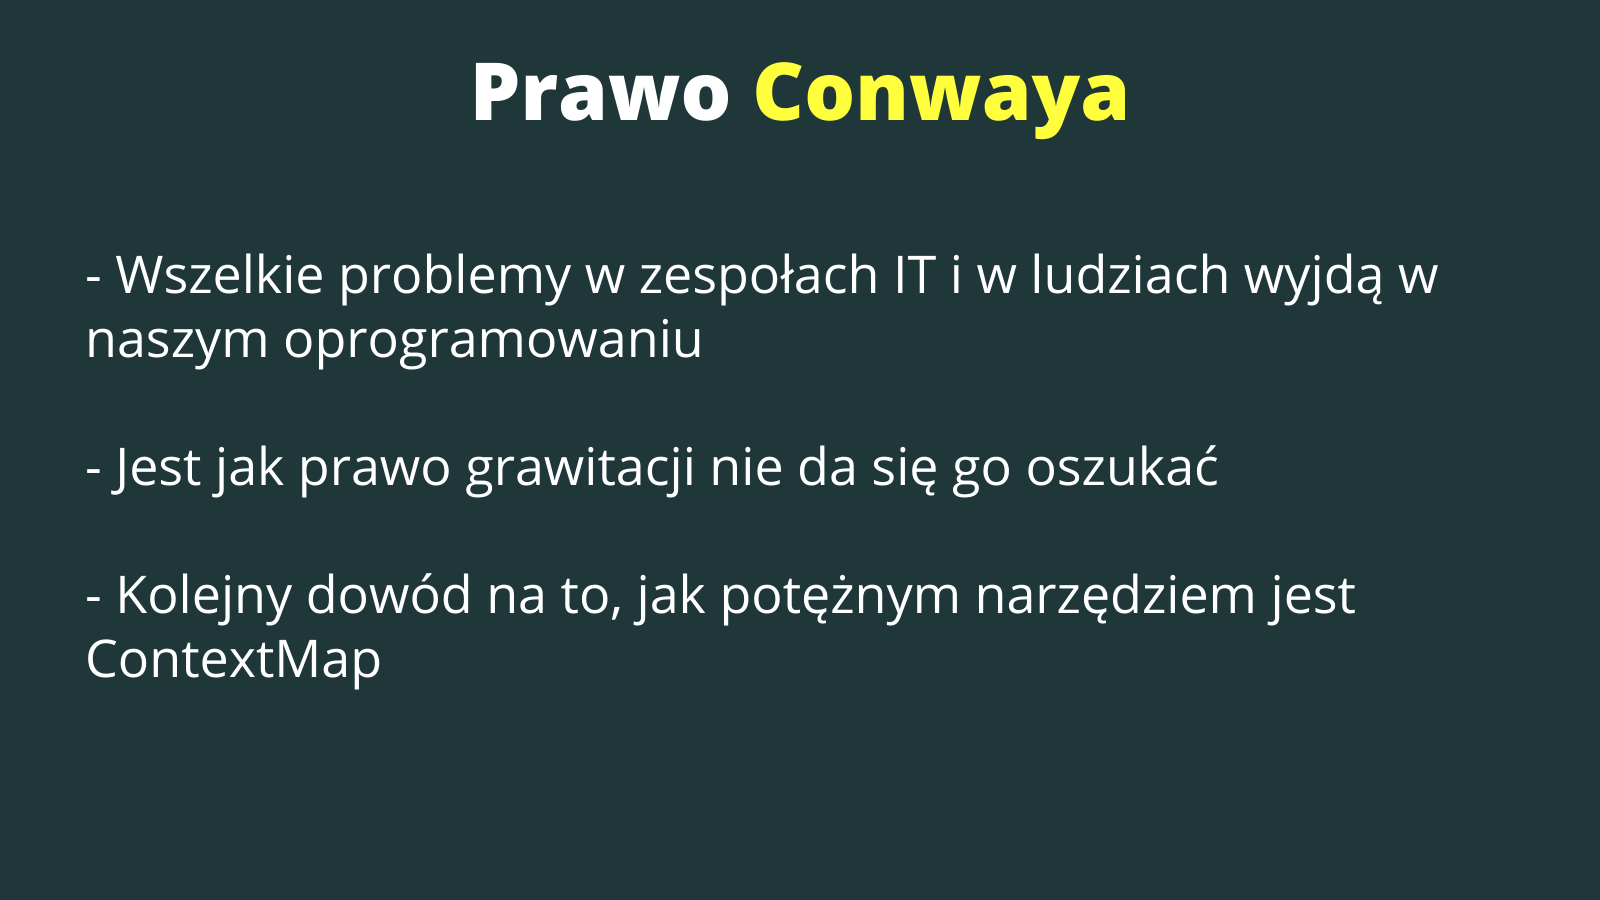 Prawo Conwaya
- Wszelkie problemy w zespołach IT i w ludziach wyjdą w
naszym oprogramowaniu
- Jest jak prawo grawitacji nie da się go oszukać
- Kolejny dowód na to, jak potężnym narzędziem jest
ContextMap